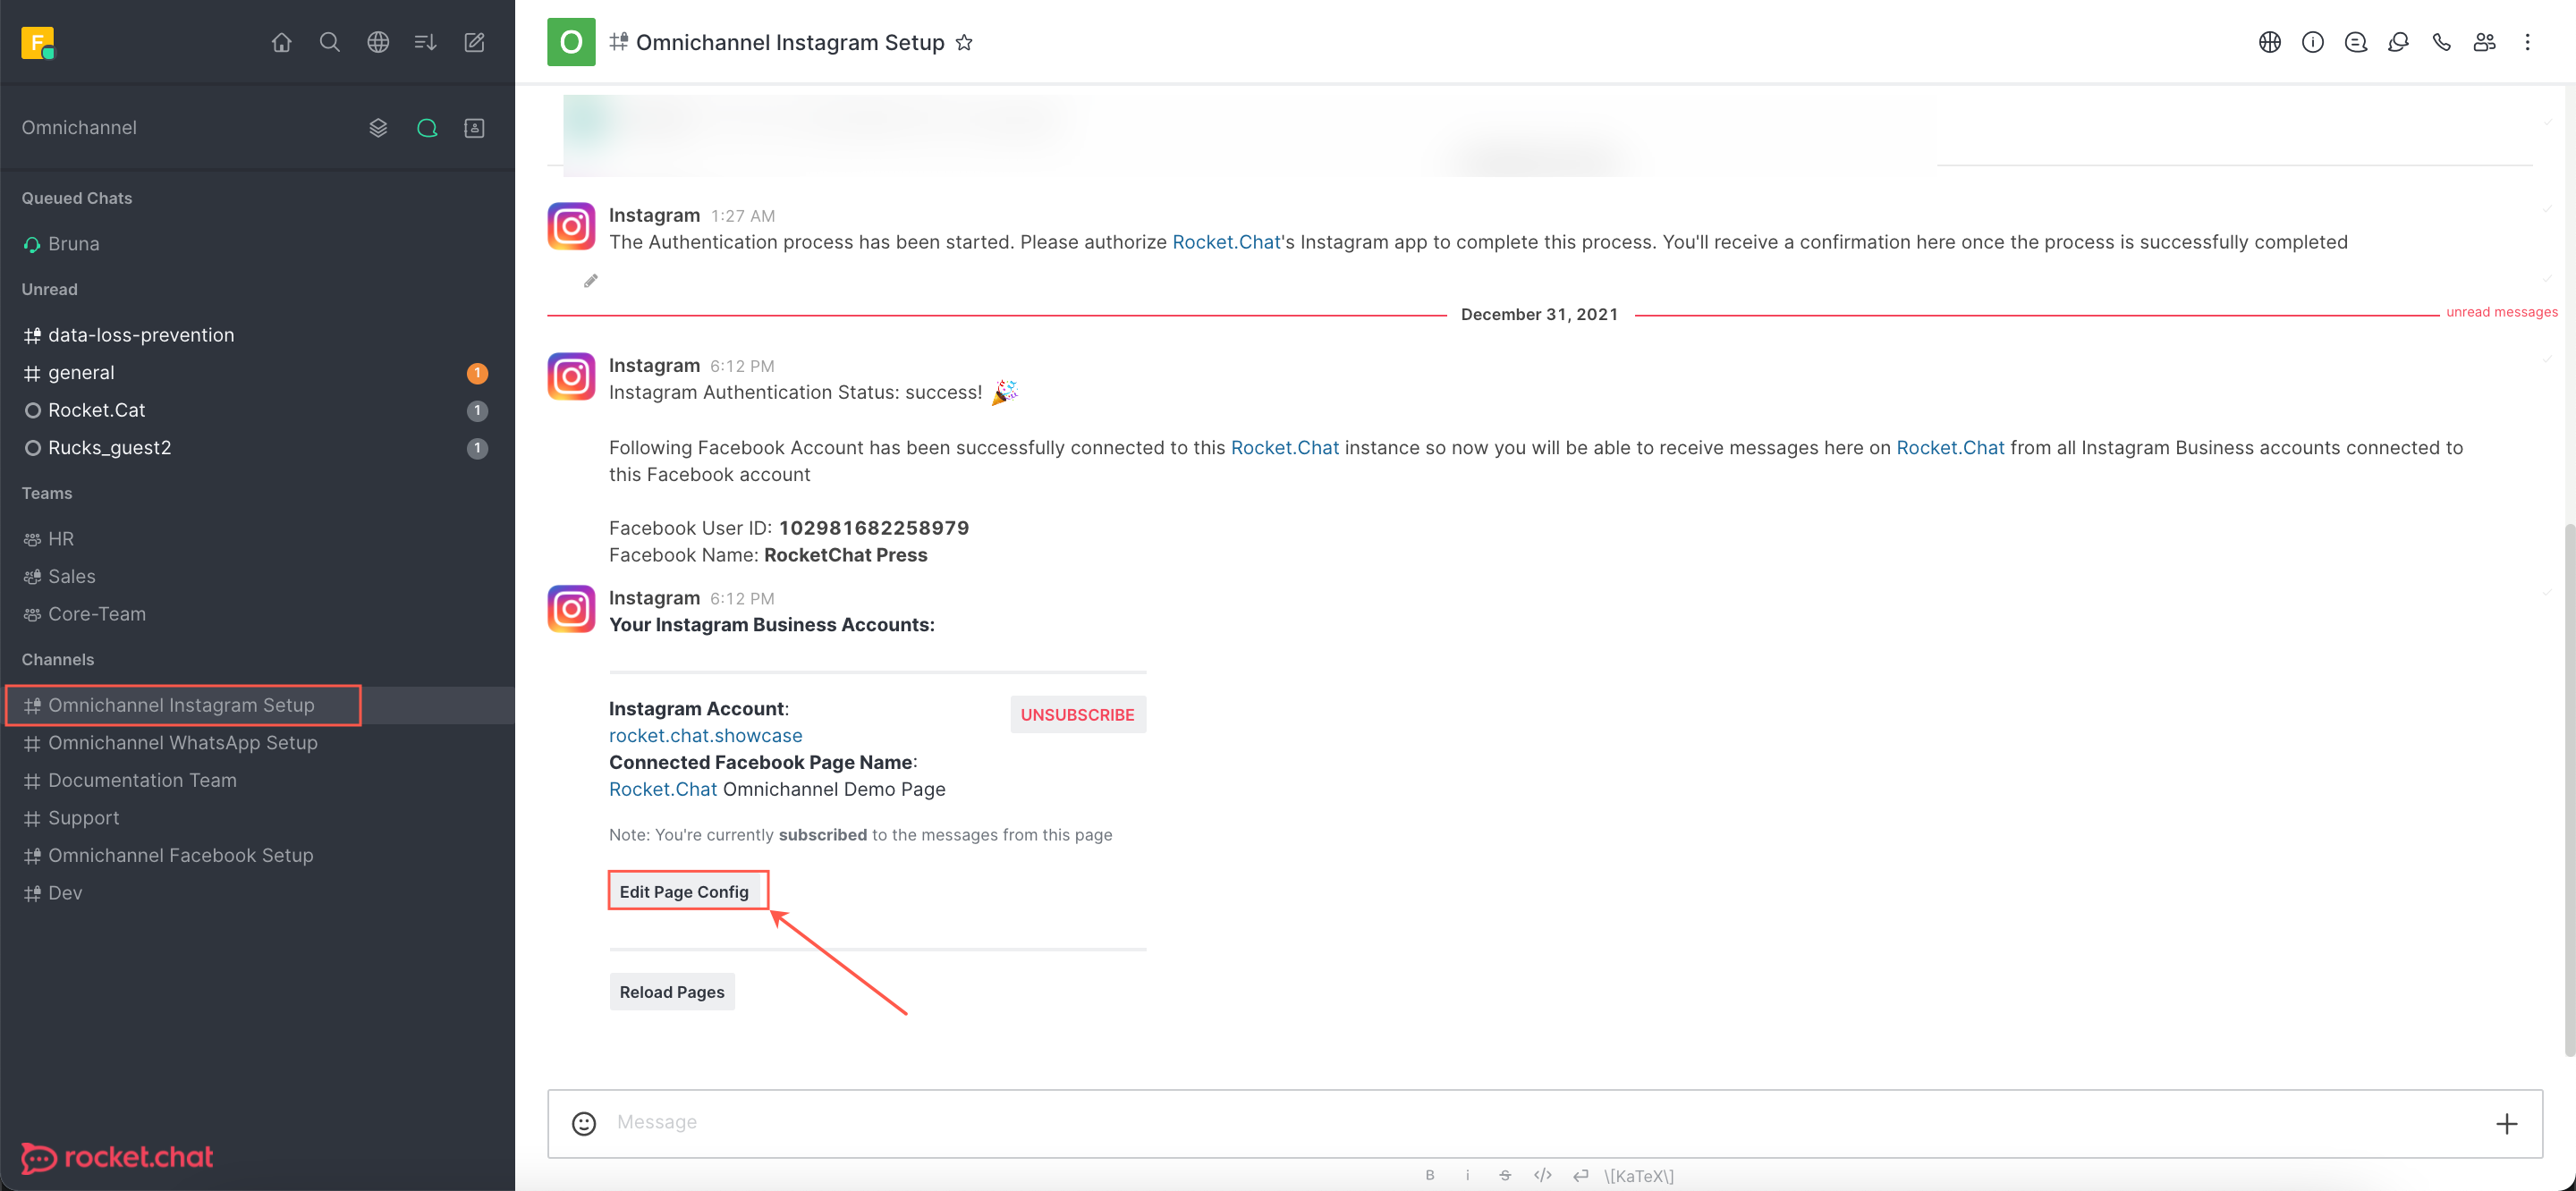 F
Omnichannel
Queued Chats
Bruna
Unread
data-loss-prevention
general 1
Rocket.Cat 1
Rucks_guest2 1
Teams
HR
Sales
Core-Team
Channels
Omnichannel Instagram Setup
Omnichannel WhatsApp Setup
Documentation Team
Support
Omnichannel Facebook Setup
Dev
rocket.chat
O Omnichannel Instagram Setup
Instagram 1:27 AM
The Authentication process has been started. Please authorize Rocket.Chat's Instagram app to complete this process. You'll receive a confirmation here once the process is successfully completed
December 31, 2021 unread messages
Instagram 6:12 PM
Instagram Authentication Status: success!
Following Facebook Account has been successfully connected to this Rocket.Chat instance so now you will be able to receive messages here on Rocket.Chat from all Instagram Business accounts connected to
this Facebook account
Facebook User ID: 102981682258979
Facebook Name: RocketChat Press
Instagram 6:12 PM
Your Instagram Business Accounts:
Instagram Account: UNSUBSCRIBE
rocket.chat.showcase
Connected Facebook Page Name:
Rocket.Chat Omnichannel Demo Page
Note: You're currently subscribed to the messages from this page
Edit Page Config
Reload Pages
Message
B i S </> \[KaTeX\]